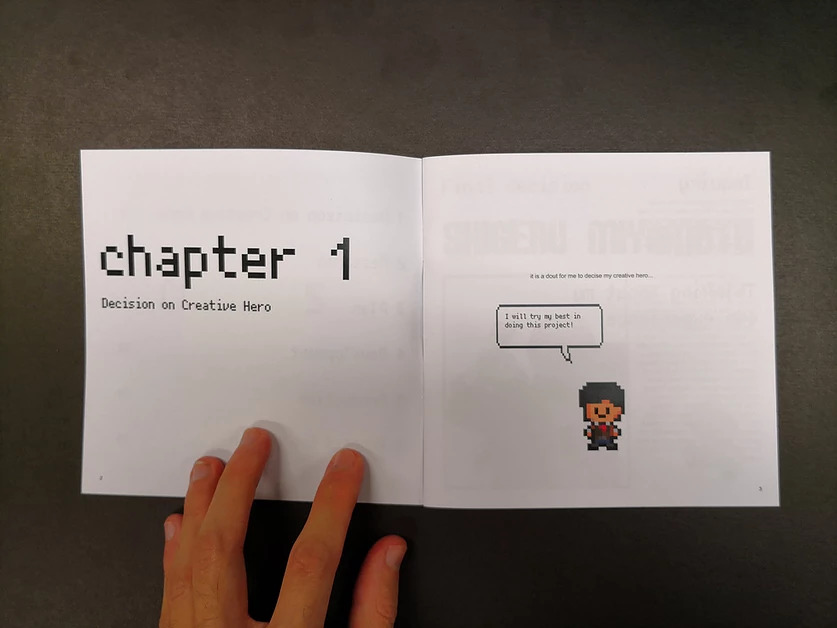 chapter 1
Decision on Creative Hero
2
it is a dout for me to decise my creative hero...
I will try my best in
doing this project!
3